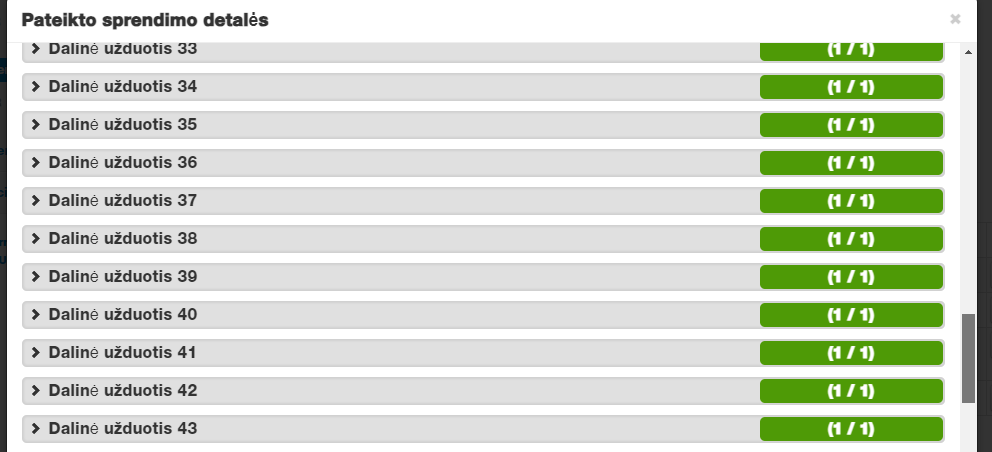 Pateikto sprendimo detalės ×
Dalinė užduotis 33 (1 / 1)
Dalinė užduotis 34 (1 / 1)
Dalinė užduotis 35 (1 / 1)
Dalinė užduotis 36 (1 / 1)
Dalinė užduotis 37 (1 / 1)
Dalinė užduotis 38 (1 / 1)
Dalinė užduotis 39 (1 / 1)
Dalinė užduotis 40 (1 / 1)
Dalinė užduotis 41 (1 / 1)
Dalinė užduotis 42 (1 / 1)
Dalinė užduotis 43 (1 / 1)